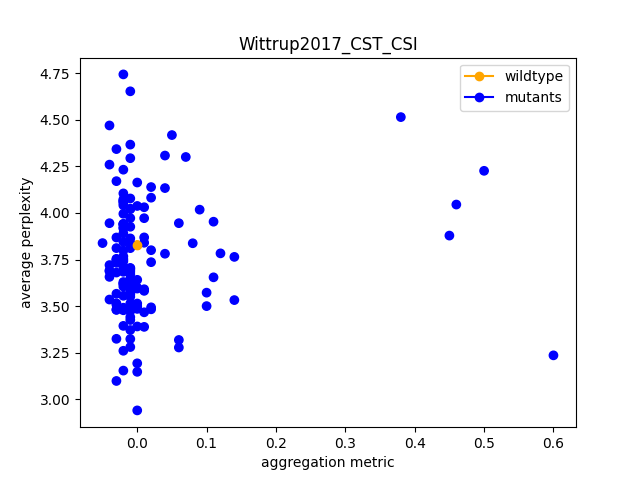 Wittrup2017_CST_CSI
wildtype
mutants
average perplexity
4.75
4.50
4.25
4.00
3.75
3.50
3.25
3.00
0.0 0.1 0.2 0.3 0.4 0.5 0.6
aggregation metric